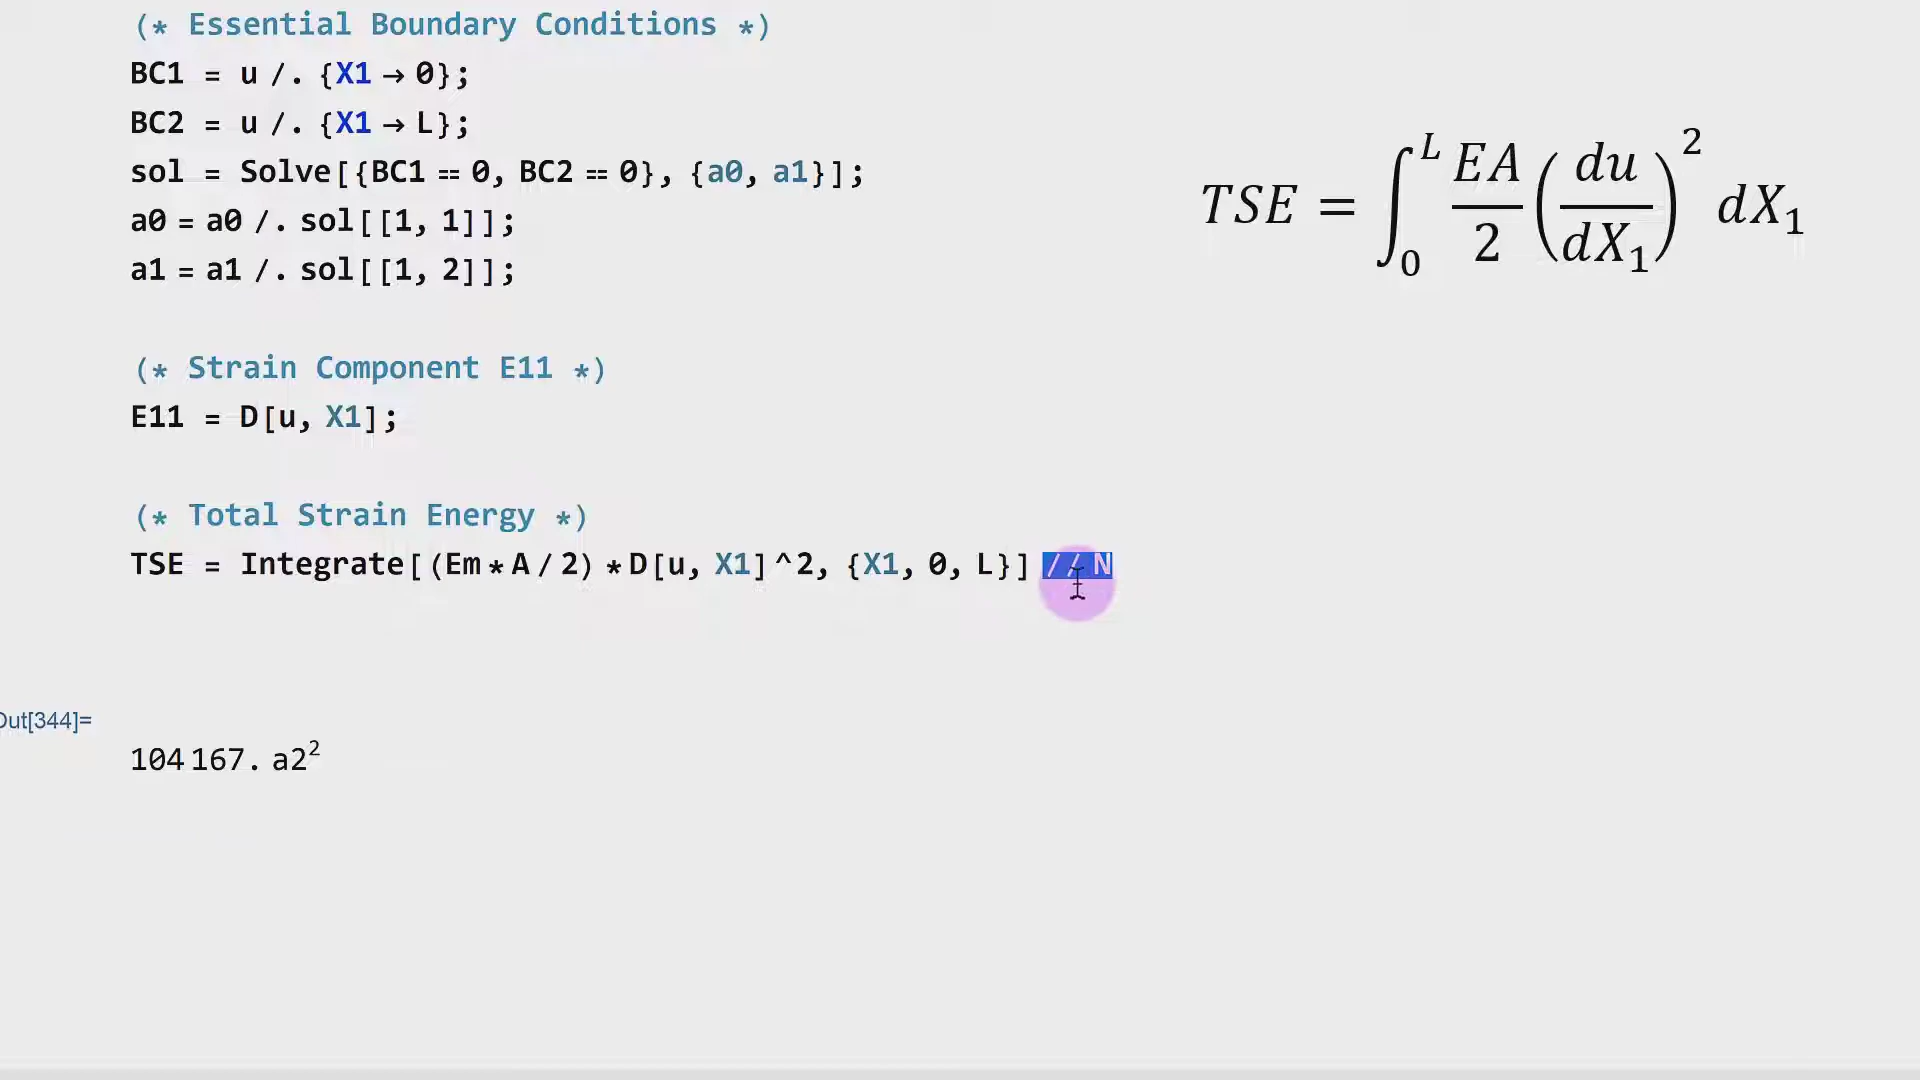 (* Essential Boundary Conditions *)
BC1 = u /. {X1 → 0};
BC2 = u /. {X1 → L};
sol = Solve[{BC1 == 0, BC2 == 0}, {a0, a1}];
a0 = a0 /. sol[[1, 1]];
a1 = a1 /. sol[[1, 2]];
TSE = ∫₀ᴸ EA/2 (du/dX₁)² dX₁
(* Strain Component E11 *)
E11 = D[u, X1];
(* Total Strain Energy *)
TSE = Integrate[(Em * A / 2) * D[u, X1]^2, {X1, 0, L}] // N
Out[344]=
104 167. a2²